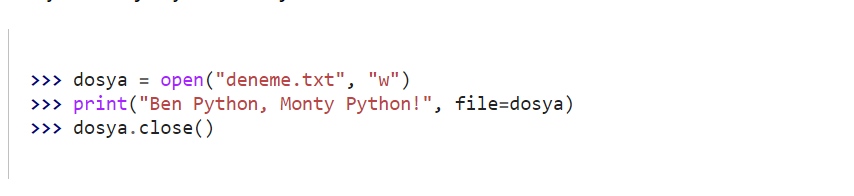 >>> dosya = open("deneme.txt", "w")
>>> print("Ben Python, Monty Python!", file=dosya)
>>> dosya.close()